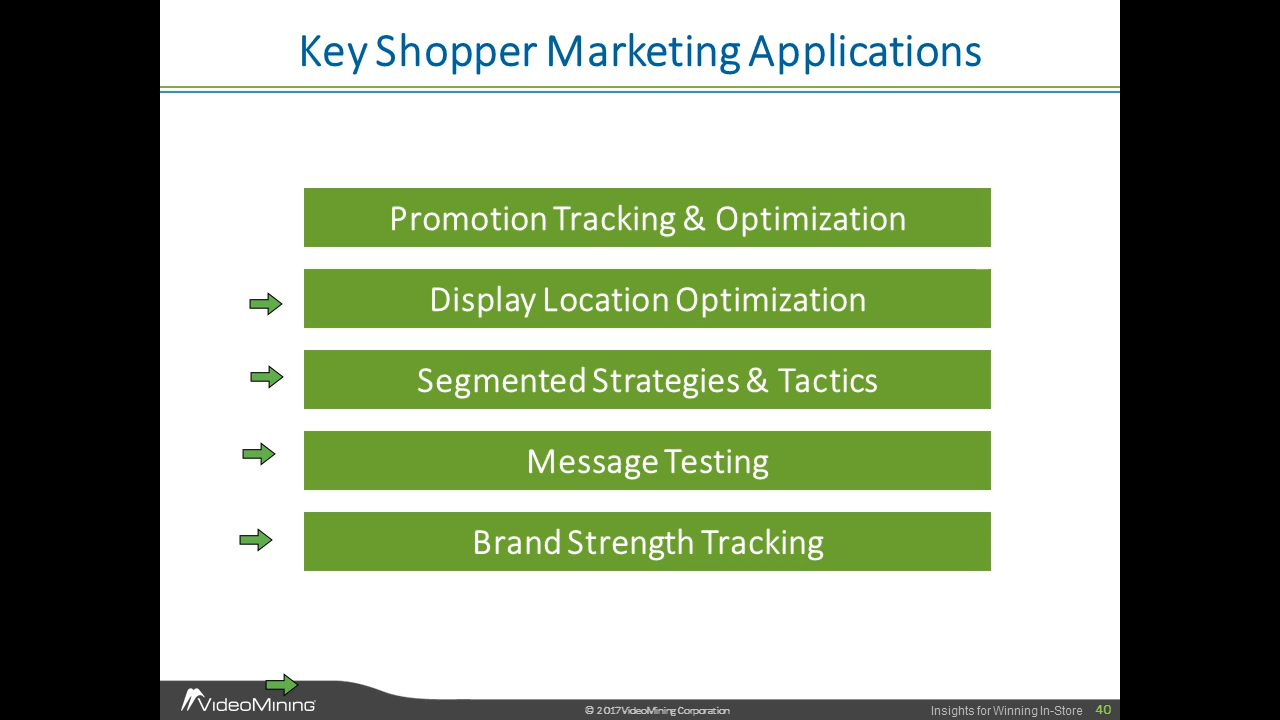 Key Shopper Marketing Applications
Promotion Tracking & Optimization
Display Location Optimization
Segmented Strategies & Tactics
Message Testing
Brand Strength Tracking
VideoMining
© 2017 VideoMining Corporation
Insights for Winning In-Store 40